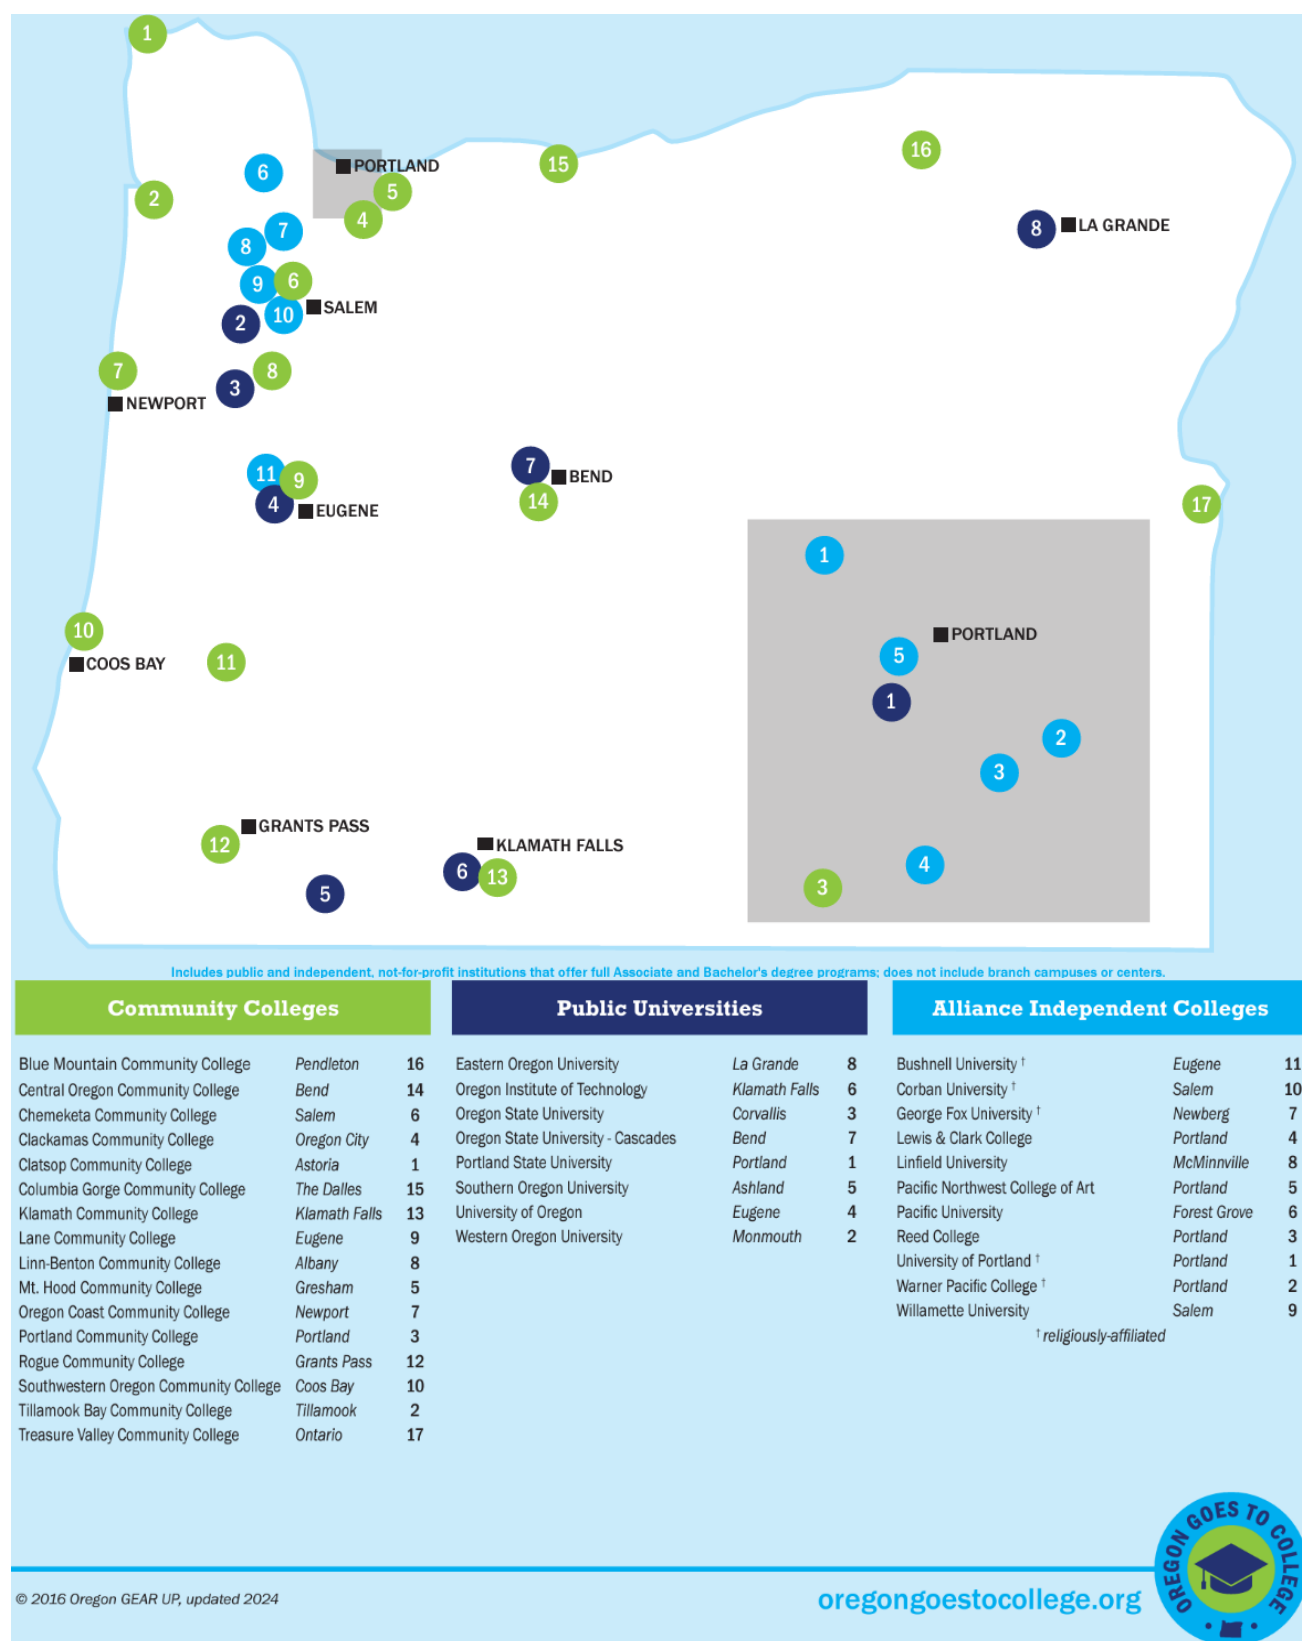 1
6
PORTLAND
15
16
2
5
4
7
8
8
LA GRANDE
9
6
10
SALEM
2
7
8
3
NEWPORT
11
9
7
BEND
4
EUGENE
14
17
1
10
PORTLAND
COOS BAY
11
5
1
2
3
GRANTS PASS
12
KLAMATH FALLS
6
13
5
4
3
Includes public and independent, not-for-profit institutions that offer full Associate and Bachelor's degree programs; does not include branch campuses or centers.
Community Colleges
Blue Mountain Community College Pendleton 16
Central Oregon Community College Bend 14
Chemeketa Community College Salem 6
Clackamas Community College Oregon City 4
Clatsop Community College Astoria 1
Columbia Gorge Community College The Dalles 15
Klamath Community College Klamath Falls 13
Lane Community College Eugene 9
Linn-Benton Community College Albany 8
Mt. Hood Community College Gresham 5
Oregon Coast Community College Newport 7
Portland Community College Portland 3
Rogue Community College Grants Pass 12
Southwestern Oregon Community College Coos Bay 10
Tillamook Bay Community College Tillamook 2
Treasure Valley Community College Ontario 17
Public Universities
Eastern Oregon University La Grande 8
Oregon Institute of Technology Klamath Falls 6
Oregon State University Corvallis 3
Oregon State University - Cascades Bend 7
Portland State University Portland 1
Southern Oregon University Ashland 5
University of Oregon Eugene 4
Western Oregon University Monmouth 2
Alliance Independent Colleges
Bushnell University † Eugene 11
Corban University † Salem 10
George Fox University † Newberg 7
Lewis & Clark College Portland 4
Linfield University McMinnville 8
Pacific Northwest College of Art Portland 5
Pacific University Forest Grove 6
Reed College Portland 3
University of Portland † Portland 1
Warner Pacific College † Portland 2
Willamette University Salem 9
† religiously-affiliated
© 2016 Oregon GEAR UP, updated 2024
oregongoestocollege.org
OREGON GOES TO COLLEGE